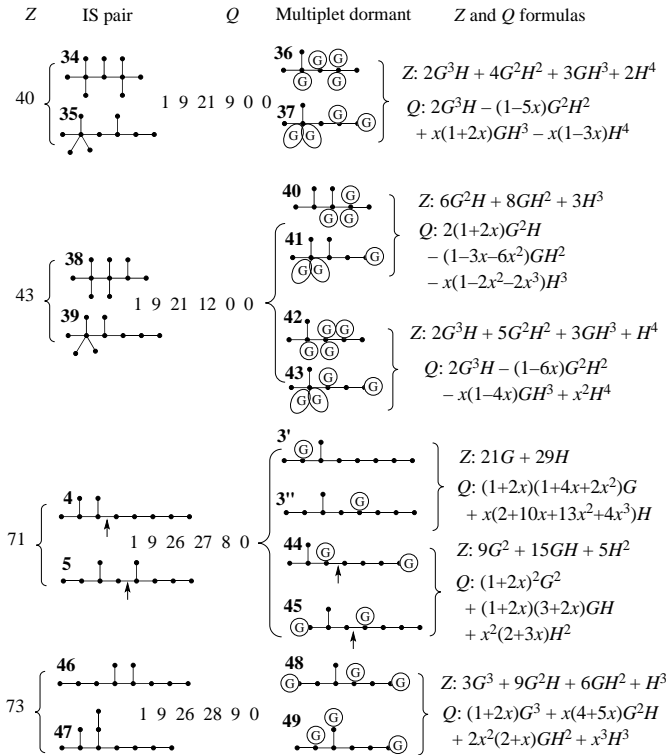 Z IS pair Q Multiplet dormant Z and Q formulas
34 36 G G
G G G
Z: 2G³H + 4G²H² + 3GH³ + 2H⁴
40 35 1 9 21 9 0 0 37 G G
G G
Q: 2G³H – (1–5x)G²H²
+ x(1+2x)GH³ – x(1–3x)H⁴
40 G
G G
Z: 6G²H + 8GH² + 3H³
41 G
G G
Q: 2(1+2x)G²H
– (1–3x–6x²)GH²
– x(1–2x²–2x³)H³
38
43 1 9 21 12 0 0
39
42 G G
G G
Z: 2G³H + 5G²H² + 3GH³ + H⁴
43 G G
G G
Q: 2G³H – (1–6x)G²H²
– x(1–4x)GH³ + x²H⁴
3' G
Z: 21G + 29H
3'' G
Q: (1+2x)(1+4x+2x²)G
+ x(2+10x+13x²+4x³)H
4
71 1 9 26 27 8 0
5
44 G G
Z: 9G² + 15GH + 5H²
45 G G
Q: (1+2x)²G²
+ (1+2x)(3+2x)GH
+ x²(2+3x)H²
46 48 G G G
Z: 3G³ + 9G²H + 6GH² + H³
73 1 9 26 28 9 0
47 49 G G G
Q: (1+2x)G³ + x(4+5x)G²H
+ 2x²(2+x)GH² + x³H³